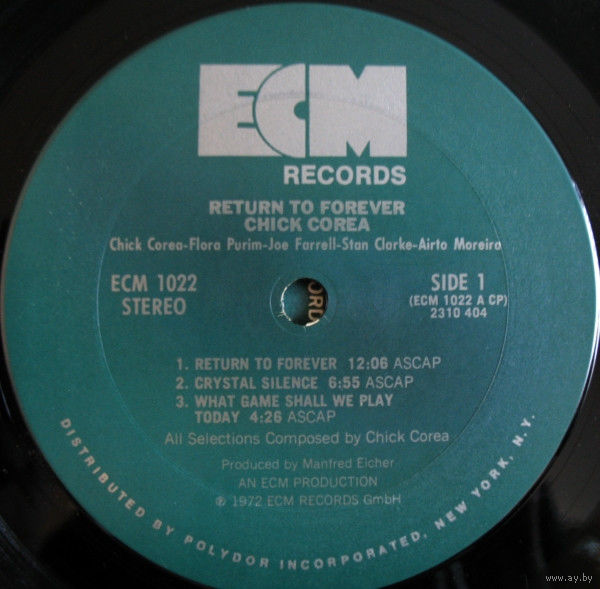 ECM
RECORDS
RETURN TO FOREVER
CHICK COREA
Chick Corea-Flora Purim-Joe Farrell-Stan Clarke-Airto Moreira
ECM 1022
STEREO
SIDE 1
(ECM 1022 A CP)
2310 404
1. RETURN TO FOREVER 12:06 ASCAP
2. CRYSTAL SILENCE 6:55 ASCAP
3. WHAT GAME SHALL WE PLAY
TODAY 4:26 ASCAP
All Selections Composed by Chick Corea
Produced by Manfred Eicher
AN ECM PRODUCTION
℗ 1972 ECM RECORDS GmbH
DISTRIBUTED BY POLYDOR INCORPORATED, NEW YORK, N.Y.
www.ay.by